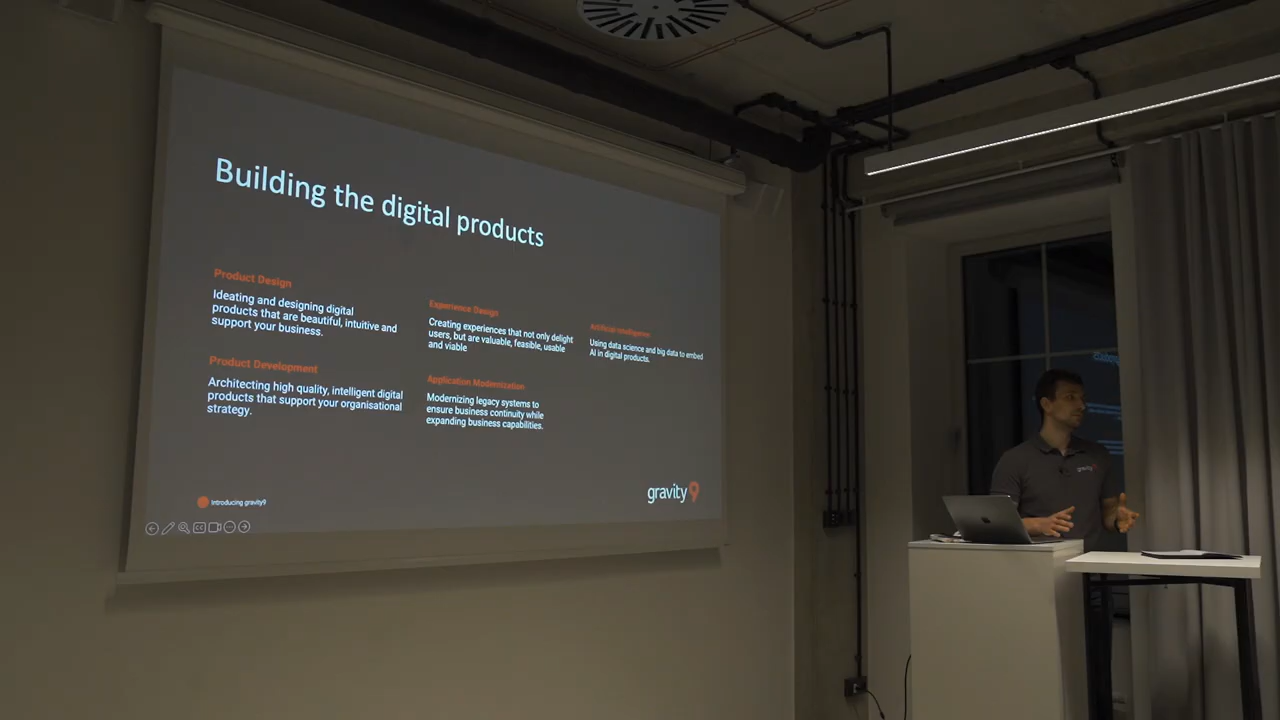 Building the digital products
Product Design
Ideating and designing digital
products that are beautiful, intuitive and
support your business.
Product Development
Architecting high quality, intelligent digital
products that support your organisational
strategy.
Experience Design
Creating experiences that not only delight
users, but are valuable, feasible, usable
and viable
Application Modernization
Modernizing legacy systems to
ensure business continuity while
expanding business capabilities.
Artificial Intelligence
Using data science and big data to embed
AI in digital products.
Introducing gravity9
gravity9
gravity9